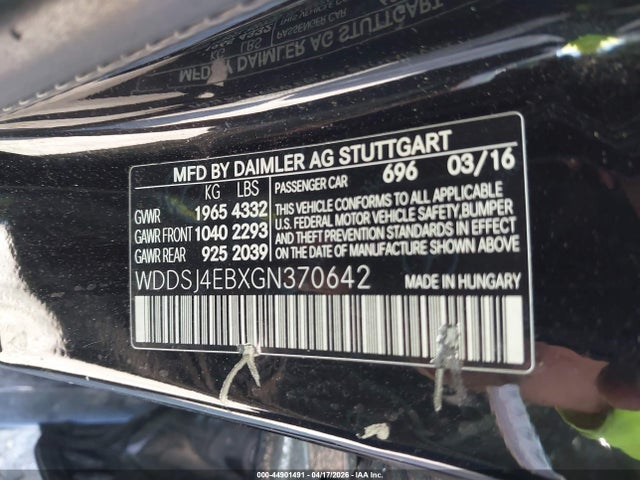 MFD BY DAIMLER AG STUTTGART
KG LBS
GVWR 1965 4332
GAWR FRONT 1040 2293
GAWR REAR 925 2039
PASSENGER CAR 696 03/16
THIS VEHICLE CONFORMS TO ALL APPLICABLE
U.S. FEDERAL MOTOR VEHICLE SAFETY, BUMPER
AND THEFT PREVENTION STANDARDS IN EFFECT
ON THE DATE OF MANUFACTURE SHOWN ABOVE
WDDSJ4EBXGN370642
MADE IN HUNGARY
000-44901491 - 04/17/2026 - IAA Inc.